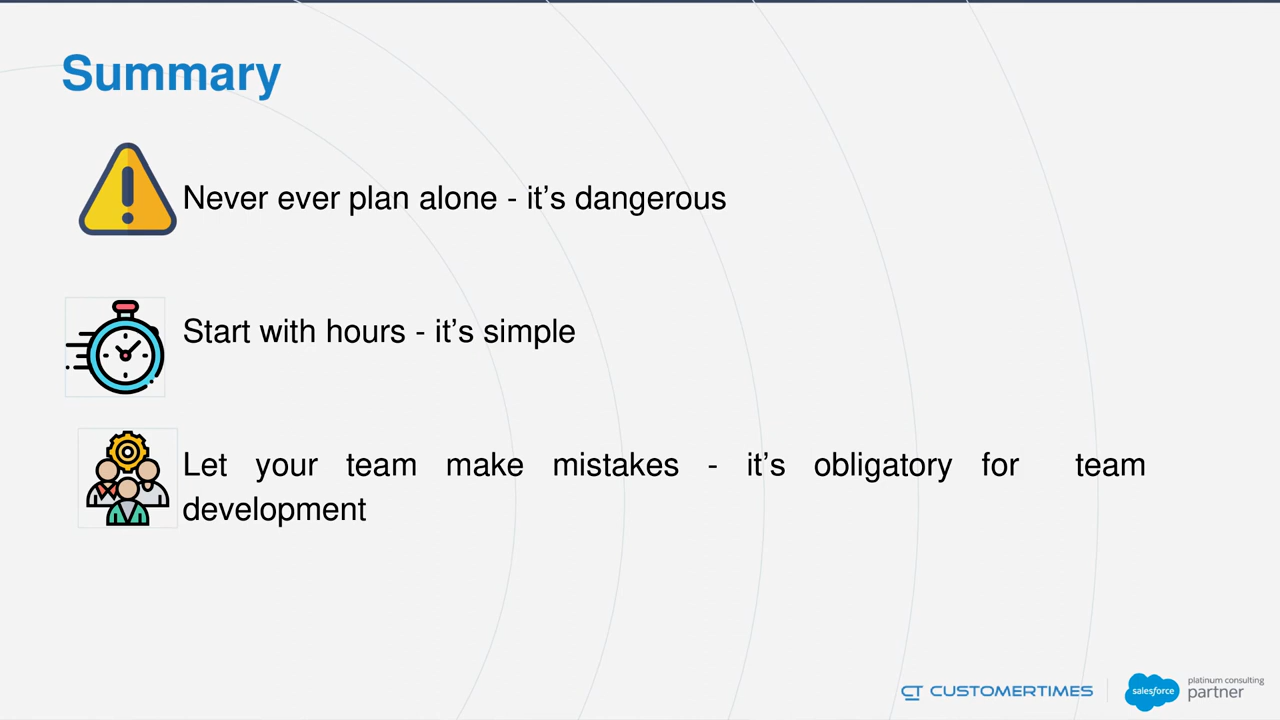 Summary
Never ever plan alone - it’s dangerous
Start with hours - it’s simple
Let your team make mistakes - it’s obligatory for team
development
CT CUSTOMERTIMES
salesforce
platinum consulting
partner